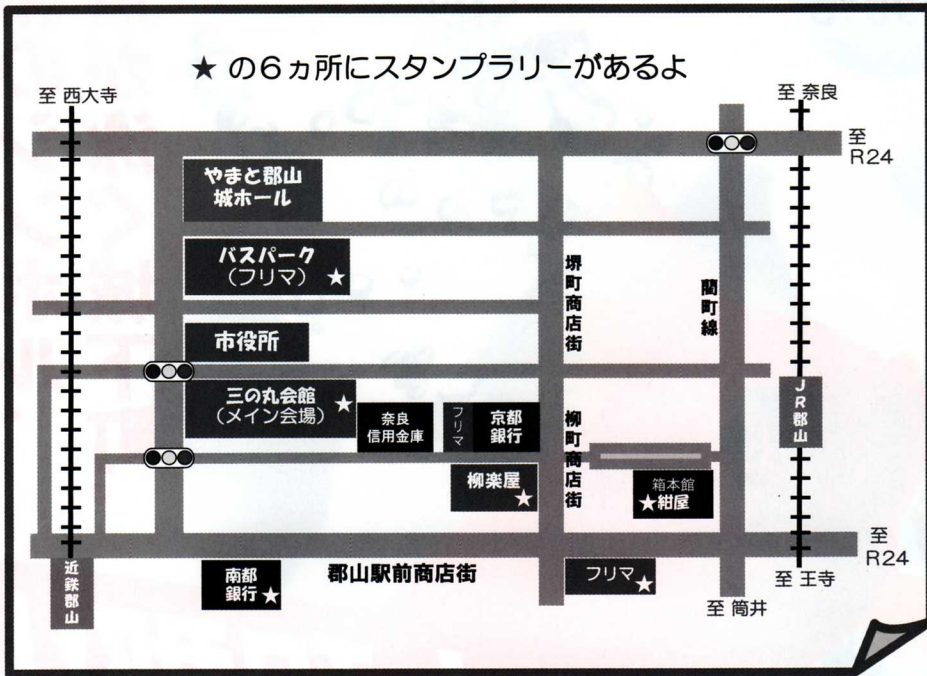 ★ の6ヵ所にスタンプラリーがあるよ
至 西大寺
至 奈良
至
R24
やまと郡山
城ホール
バスパーク
(フリマ) ★
堺町商店街
藺町線
市役所
三の丸会館
(メイン会場) ★
奈良
信用金庫
フリマ
京都
銀行
柳町商店街
JR郡山
柳楽屋
★
箱本館
★紺屋
至
R24
近鉄郡山
南都
銀行 ★
郡山駅前商店街
フリマ ★
至 王寺
至 筒井